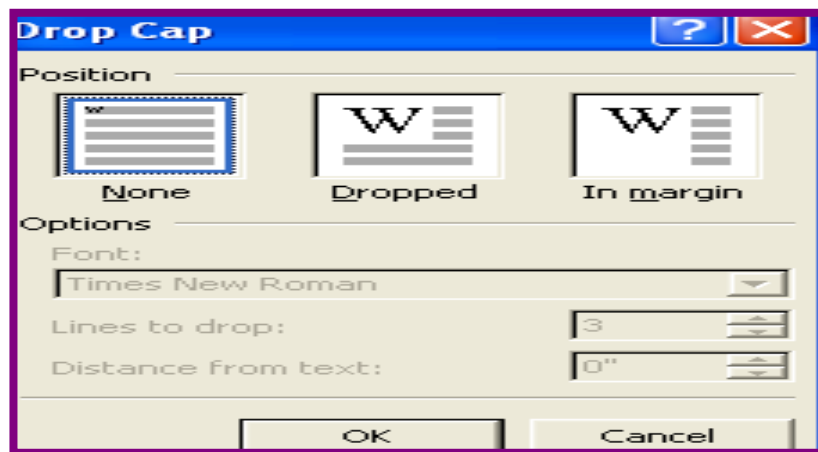 Drop Cap
Position
W W W
None Dropped In margin
Options
Font:
Times New Roman
Lines to drop: 3
Distance from text: 0"
OK Cancel